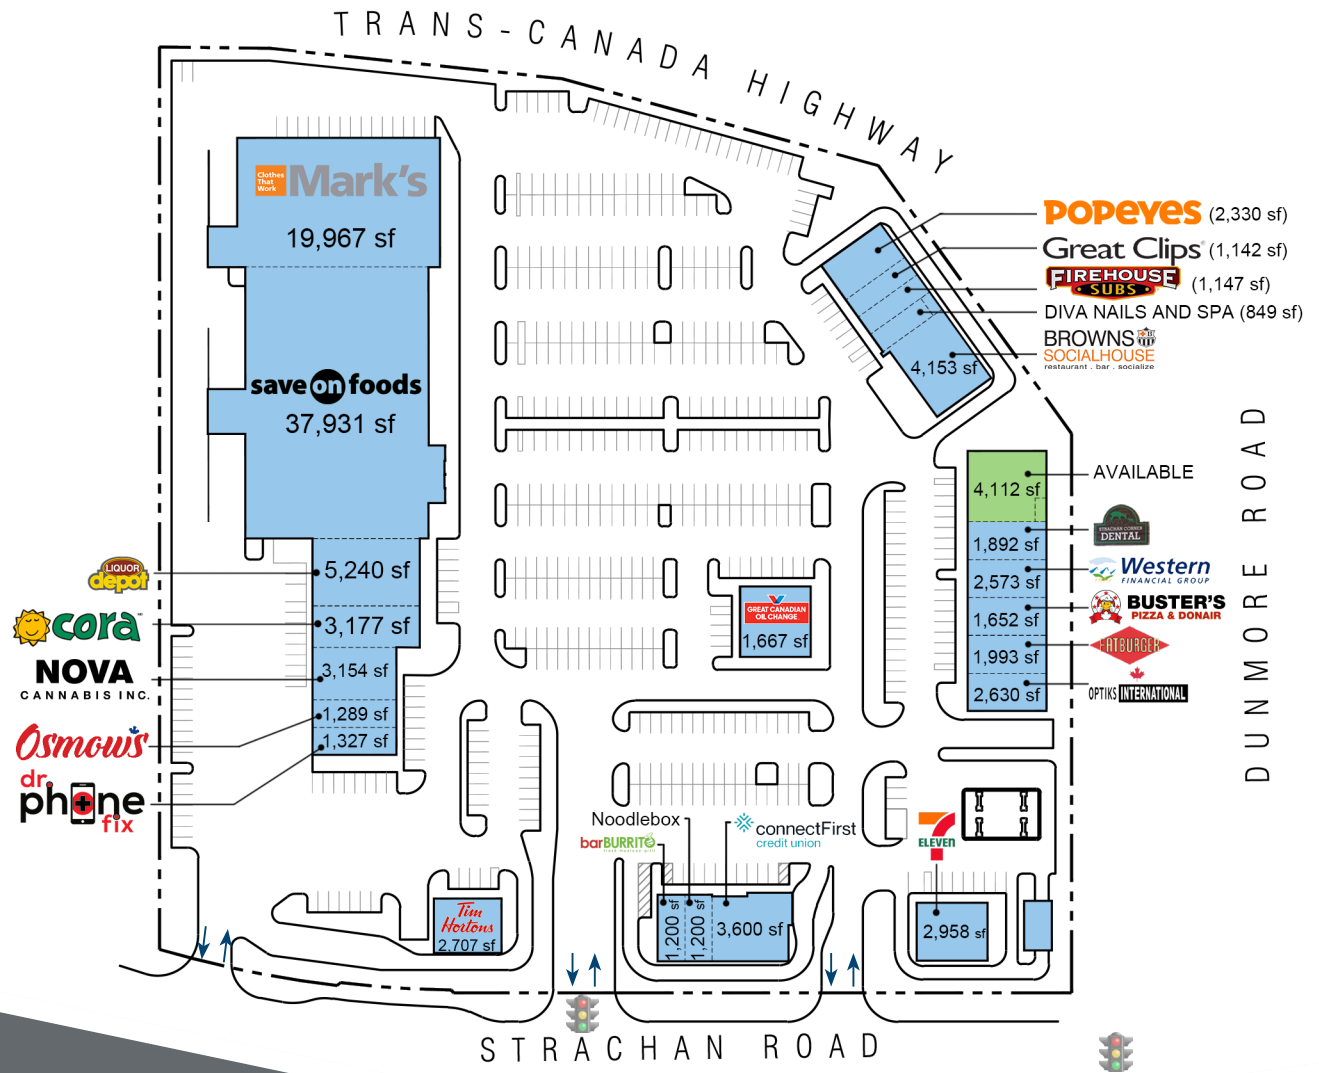 TRANS-CANADA HIGHWAY
Clothes
That
Work
Mark's
19,967 sf
POPEYES (2,330 sf)
Great Clips (1,142 sf)
FIREHOUSE
SUBS
(1,147 sf)
DIVA NAILS AND SPA (849 sf)
BROWNS
SOCIALHOUSE
restaurant . bar . socialize
4,153 sf
save on foods
37,931 sf
DUNMORE ROAD
AVAILABLE
4,112 sf
STRACHAN CORNER
DENTAL
1,892 sf
Western
FINANCIAL GROUP
2,573 sf
BUSTER'S
PIZZA & DONAIR
1,652 sf
FATBURGER
1,993 sf
OPTIKS INTERNATIONAL
2,630 sf
LIQUOR
depot
5,240 sf
cora
3,177 sf
NOVA
CANNABIS INC.
3,154 sf
Osmow's
1,289 sf
dr.
phone
fix
1,327 sf
GREAT CANADIAN
OIL CHANGE
1,667 sf
Noodlebox
barBURRITO
connectFirst
credit union
7
ELEVEN
Tim
Hortons
2,707 sf
1,200 sf
1,200 sf
3,600 sf
2,958 sf
STRACHAN ROAD